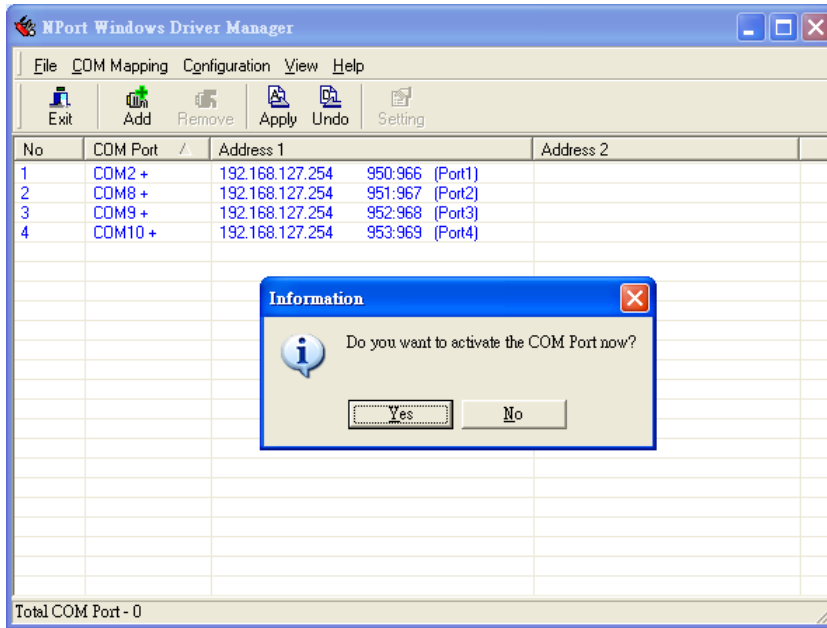 NPort Windows Driver Manager
File COM Mapping Configuration View Help
Exit Add Remove Apply Undo Setting
No COM Port Address 1 Address 2
1 COM2 + 192.168.127.254 950:966 (Port1)
2 COM8 + 192.168.127.254 951:967 (Port2)
3 COM9 + 192.168.127.254 952:968 (Port3)
4 COM10 + 192.168.127.254 953:969 (Port4)
Information
Do you want to activate the COM Port now?
Yes No
Total COM Port - 0